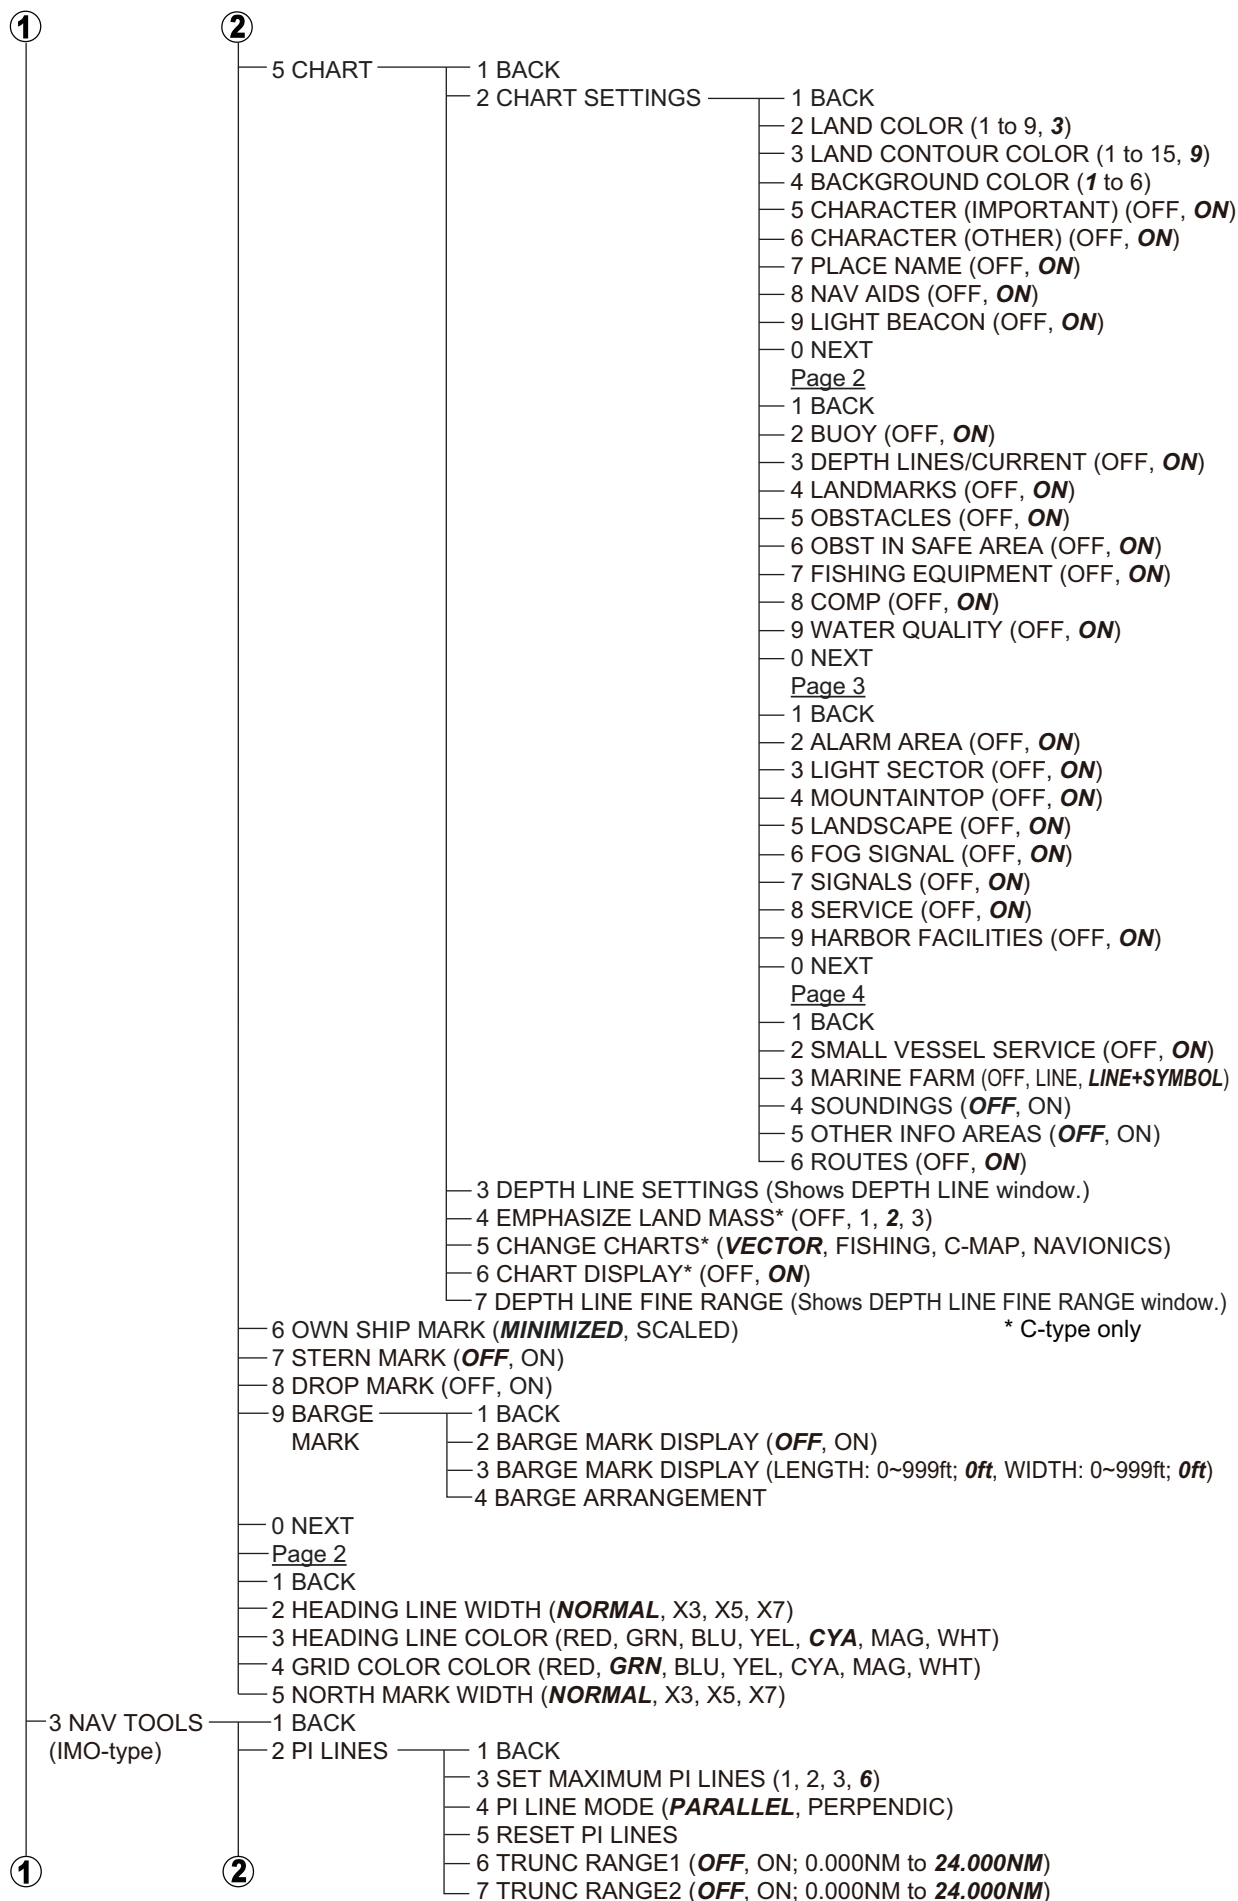 1 2
5 CHART 1 BACK
2 CHART SETTINGS 1 BACK
2 LAND COLOR (1 to 9, 3)
3 LAND CONTOUR COLOR (1 to 15, 9)
4 BACKGROUND COLOR (1 to 6)
5 CHARACTER (IMPORTANT) (OFF, ON)
6 CHARACTER (OTHER) (OFF, ON)
7 PLACE NAME (OFF, ON)
8 NAV AIDS (OFF, ON)
9 LIGHT BEACON (OFF, ON)
0 NEXT
Page 2
1 BACK
2 BUOY (OFF, ON)
3 DEPTH LINES/CURRENT (OFF, ON)
4 LANDMARKS (OFF, ON)
5 OBSTACLES (OFF, ON)
6 OBST IN SAFE AREA (OFF, ON)
7 FISHING EQUIPMENT (OFF, ON)
8 COMP (OFF, ON)
9 WATER QUALITY (OFF, ON)
0 NEXT
Page 3
1 BACK
2 ALARM AREA (OFF, ON)
3 LIGHT SECTOR (OFF, ON)
4 MOUNTAINTOP (OFF, ON)
5 LANDSCAPE (OFF, ON)
6 FOG SIGNAL (OFF, ON)
7 SIGNALS (OFF, ON)
8 SERVICE (OFF, ON)
9 HARBOR FACILITIES (OFF, ON)
0 NEXT
Page 4
1 BACK
2 SMALL VESSEL SERVICE (OFF, ON)
3 MARINE FARM (OFF, LINE, LINE+SYMBOL)
4 SOUNDINGS (OFF, ON)
5 OTHER INFO AREAS (OFF, ON)
6 ROUTES (OFF, ON)
3 DEPTH LINE SETTINGS (Shows DEPTH LINE window.)
4 EMPHASIZE LAND MASS* (OFF, 1, 2, 3)
5 CHANGE CHARTS* (VECTOR, FISHING, C-MAP, NAVIONICS)
6 CHART DISPLAY* (OFF, ON)
7 DEPTH LINE FINE RANGE (Shows DEPTH LINE FINE RANGE window.)
6 OWN SHIP MARK (MINIMIZED, SCALED) * C-type only
7 STERN MARK (OFF, ON)
8 DROP MARK (OFF, ON)
9 BARGE 1 BACK
MARK 2 BARGE MARK DISPLAY (OFF, ON)
3 BARGE MARK DISPLAY (LENGTH: 0~999ft; 0ft, WIDTH: 0~999ft; 0ft)
4 BARGE ARRANGEMENT
0 NEXT
Page 2
1 BACK
2 HEADING LINE WIDTH (NORMAL, X3, X5, X7)
3 HEADING LINE COLOR (RED, GRN, BLU, YEL, CYA, MAG, WHT)
4 GRID COLOR COLOR (RED, GRN, BLU, YEL, CYA, MAG, WHT)
5 NORTH MARK WIDTH (NORMAL, X3, X5, X7)
3 NAV TOOLS 1 BACK
(IMO-type) 2 PI LINES 1 BACK
3 SET MAXIMUM PI LINES (1, 2, 3, 6)
4 PI LINE MODE (PARALLEL, PERPENDIC)
5 RESET PI LINES
1 2 6 TRUNC RANGE1 (OFF, ON; 0.000NM to 24.000NM)
7 TRUNC RANGE2 (OFF, ON; 0.000NM to 24.000NM)